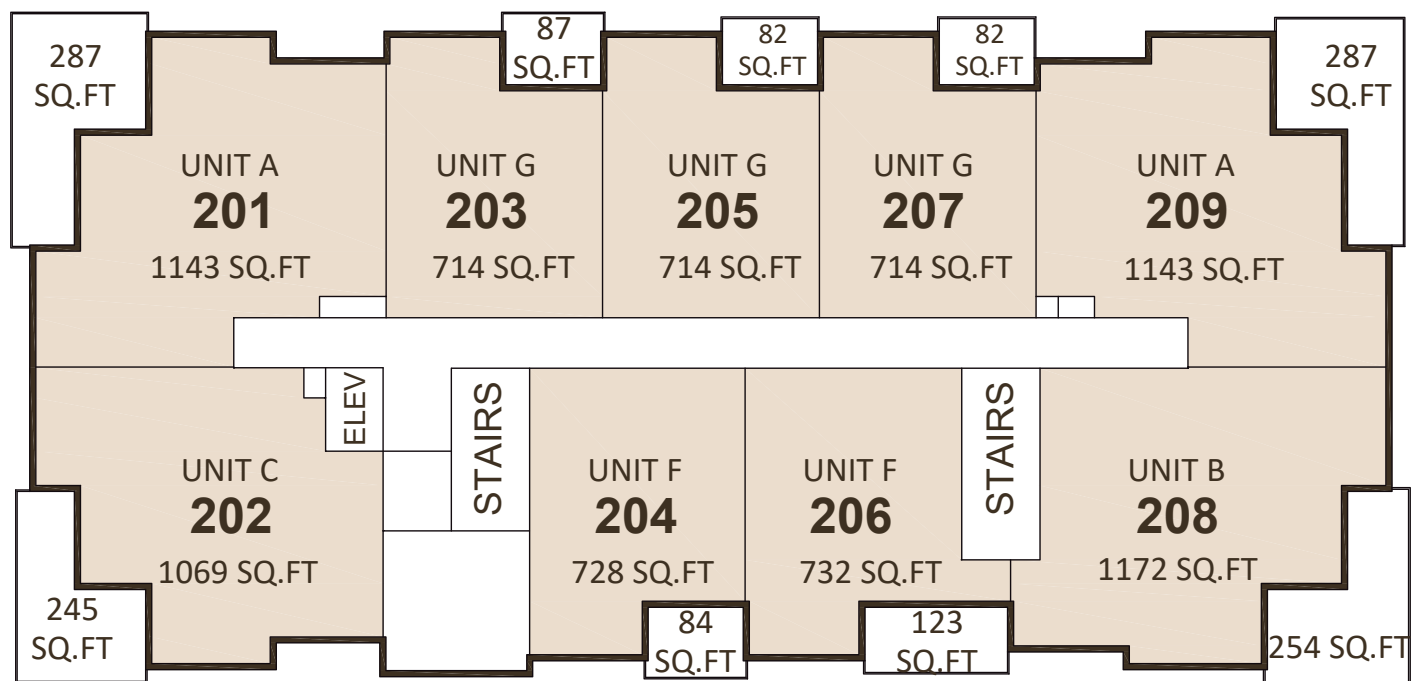 287
SQ.FT
87
SQ.FT
82
SQ.FT
82
SQ.FT
287
SQ.FT
UNIT A
201
1143 SQ.FT
UNIT G
203
714 SQ.FT
UNIT G
205
714 SQ.FT
UNIT G
207
714 SQ.FT
UNIT A
209
1143 SQ.FT
ELEV
STAIRS
STAIRS
UNIT C
202
1069 SQ.FT
UNIT F
204
728 SQ.FT
UNIT F
206
732 SQ.FT
UNIT B
208
1172 SQ.FT
245
SQ.FT
84
SQ.FT
123
SQ.FT
254 SQ.FT